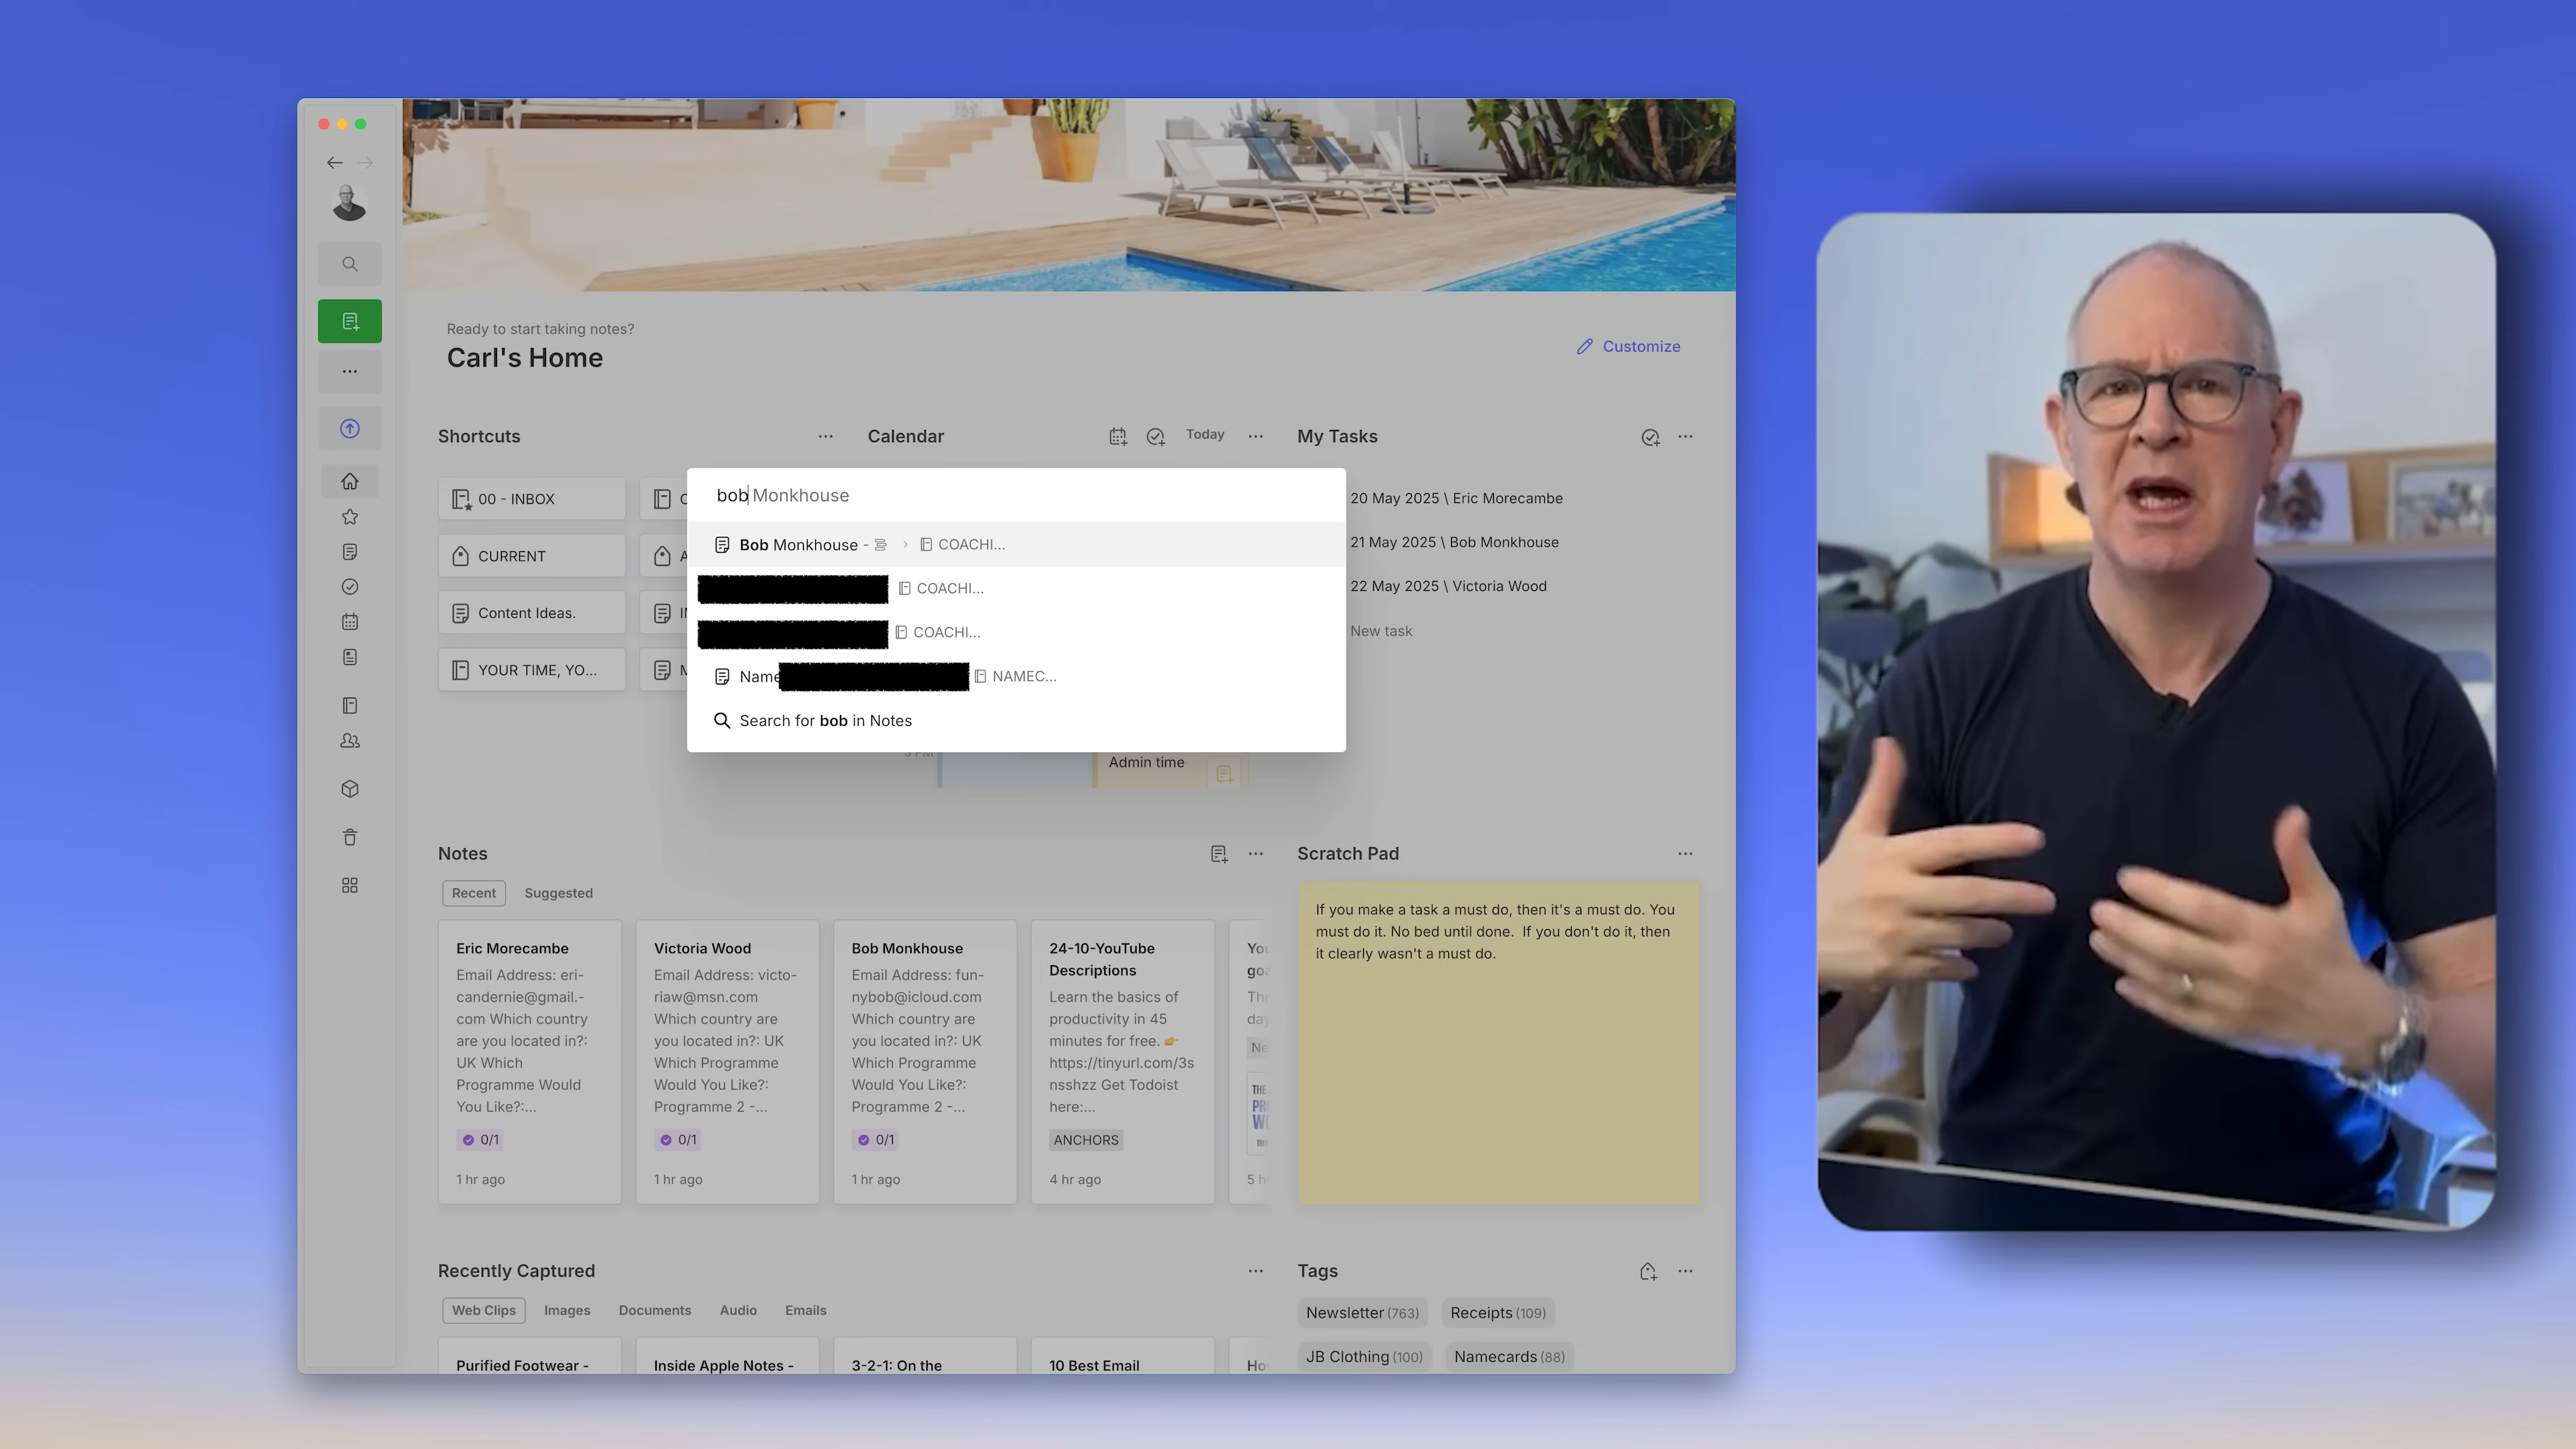 Ready to start taking notes?
Carl's Home
Customize
Shortcuts
00 - INBOX
CURRENT
Content Ideas.
YOUR TIME, YO...
Calendar
Today
My Tasks
20 May 2025 \ Eric Morecambe
21 May 2025 \ Bob Monkhouse
22 May 2025 \ Victoria Wood
New task
bob Monkhouse
Bob Monkhouse - COACHI...
COACHI...
COACHI...
Name
NAMEC...
Search for bob in Notes
Admin time
Notes
Recent
Suggested
Eric Morecambe
Email Address: eri-
candernie@gmail.-
com Which country
are you located in?:
UK Which
Programme Would
You Like?:...
0/1
1 hr ago
Victoria Wood
Email Address: victo-
riaw@msn.com
Which country are
you located in?: UK
Which Programme
Would You Like?:
Programme 2 -...
0/1
1 hr ago
Bob Monkhouse
Email Address: fun-
nybob@icloud.com
Which country are
you located in?: UK
Which Programme
Would You Like?:
Programme 2 -...
0/1
1 hr ago
24-10-YouTube
Descriptions
Learn the basics of
productivity in 45
minutes for free. 👉
https://tinyurl.com/3s
nsshzz Get Todoist
here:...
ANCHORS
4 hr ago
Scratch Pad
If you make a task a must do, then it's a must do. You
must do it. No bed until done. If you don't do it, then
it clearly wasn't a must do.
Recently Captured
Web Clips
Images
Documents
Audio
Emails
Purified Footwear -
Inside Apple Notes -
3-2-1: On the
10 Best Email
Tags
Newsletter (763)
Receipts (109)
JB Clothing (100)
Namecards (88)